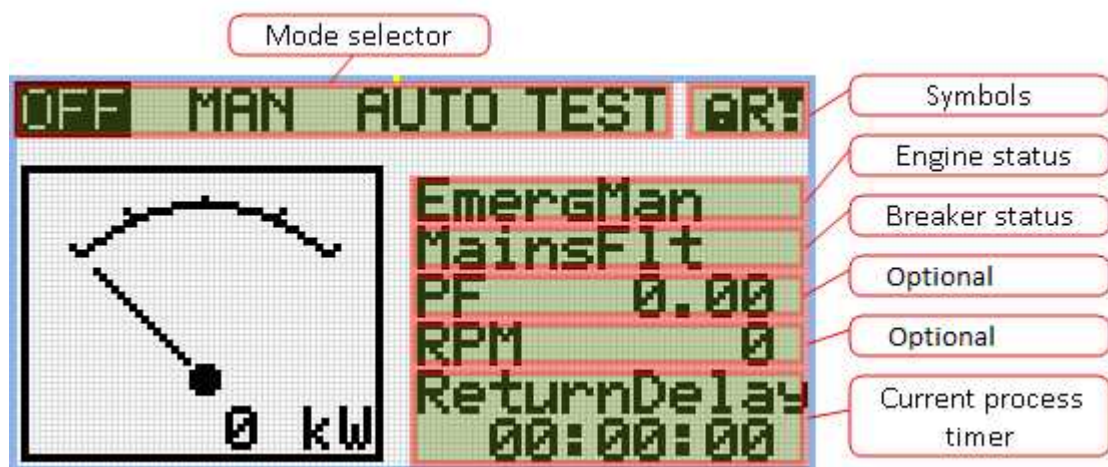 Mode selector
OFF MAN AUTO TEST R!
Symbols
Engine status
EmergMan
Breaker status
MainsFlt
Optional
PF 0.00
Optional
RPM 0
Current process
timer
ReturnDelay
00:00:00
0 kW